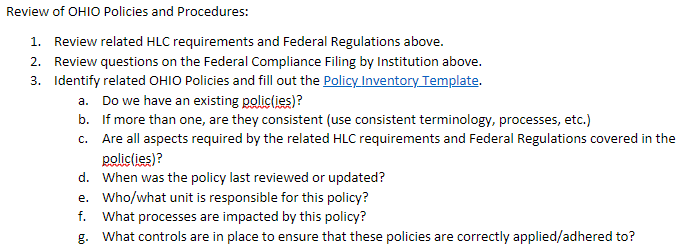 Review of OHIO Policies and Procedures:
1. Review related HLC requirements and Federal Regulations above.
2. Review questions on the Federal Compliance Filing by Institution above.
3. Identify related OHIO Policies and fill out the Policy Inventory Template.
a. Do we have an existing polic(ies)?
b. If more than one, are they consistent (use consistent terminology, processes, etc.)
c. Are all aspects required by the related HLC requirements and Federal Regulations covered in the
polic(ies)?
d. When was the policy last reviewed or updated?
e. Who/what unit is responsible for this policy?
f. What processes are impacted by this policy?
g. What controls are in place to ensure that these policies are correctly applied/adhered to?